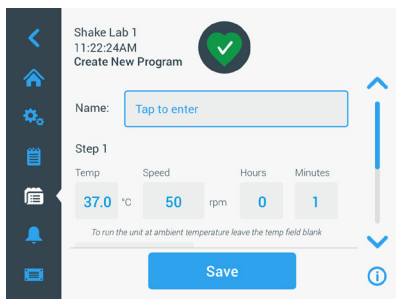 Shake Lab 1
11:22:24AM
Create New Program
Name: Tap to enter
Step 1
Temp Speed Hours Minutes
37.0 °C 50 rpm 0 1
To run the unit at ambient temperature leave the temp field blank
Save